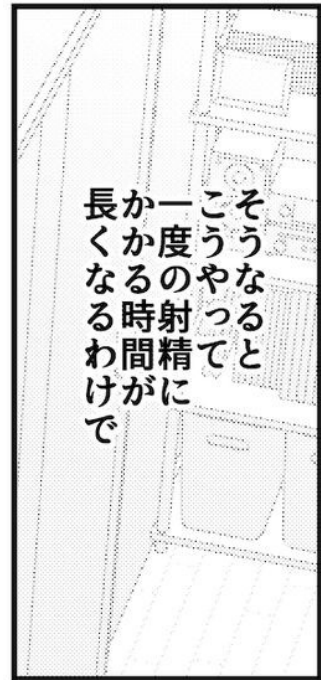 そうなると
こうやって
一度の射精に
かかる時間が
長くなるわけで